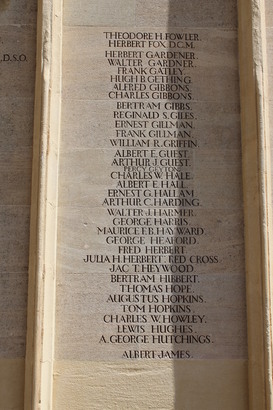 THEODORE H. FOWLER.
HERBERT FOX. D.C.M.
, D.S.O.
HERBERT GARDENER.
WALTER GARDNER.
FRANK GATLEY.
HUGH B. GETHING.
ALFRED GIBBONS.
CHARLES GIBBONS.
BERTRAM GIBBS.
REGINALD S. GILES.
ERNEST GILLMAN.
FRANK GILLMAN.
WILLIAM R. GRIFFIN.
ALBERT E. GUEST.
ARTHUR J. GUEST.
PERCY GEYTON.
CHARLES W. HALE.
ALBERT E. HALL.
ERNEST G. HALLAM.
ARTHUR C. HARDING.
WALTER J. HARMER.
GEORGE HARRIS.
MAURICE E.B. HAYWARD.
GEORGE HEAFORD.
FRED HERBERT
JULIA H. HERBERT. RED CROSS.
JAC. T. HEYWOOD.
BERTRAM HIBBERT.
THOMAS HOPE.
AUGUSTUS HOPKINS.
TOM HOPKINS.
CHARLES W. HOWLEY.
LEWIS HUGHES.
A. GEORGE HUTCHINGS.
ALBERT JAMES.